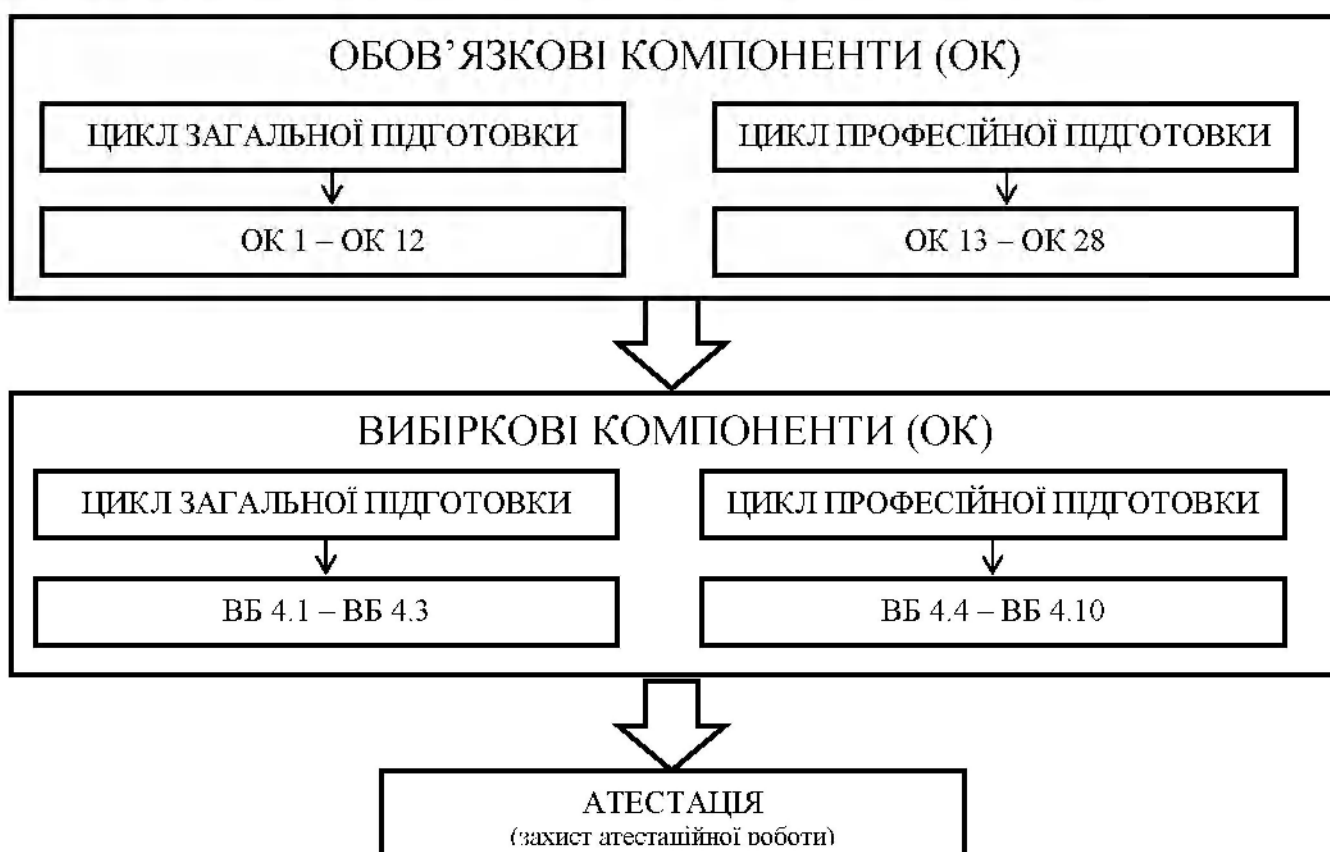 ОБОВ’ЯЗКОВІ КОМПОНЕНТИ (ОК)
ЦИКЛ ЗАГАЛЬНОЇ ПІДГОТОВКИ
ЦИКЛ ПРОФЕСІЙНОЇ ПІДГОТОВКИ
ОК 1 – ОК 12
ОК 13 – ОК 28
ВИБІРКОВІ КОМПОНЕНТИ (ОК)
ЦИКЛ ЗАГАЛЬНОЇ ПІДГОТОВКИ
ЦИКЛ ПРОФЕСІЙНОЇ ПІДГОТОВКИ
ВБ 4.1 – ВБ 4.3
ВБ 4.4 – ВБ 4.10
АТЕСТАЦІЯ
(захист атестаційної роботи)